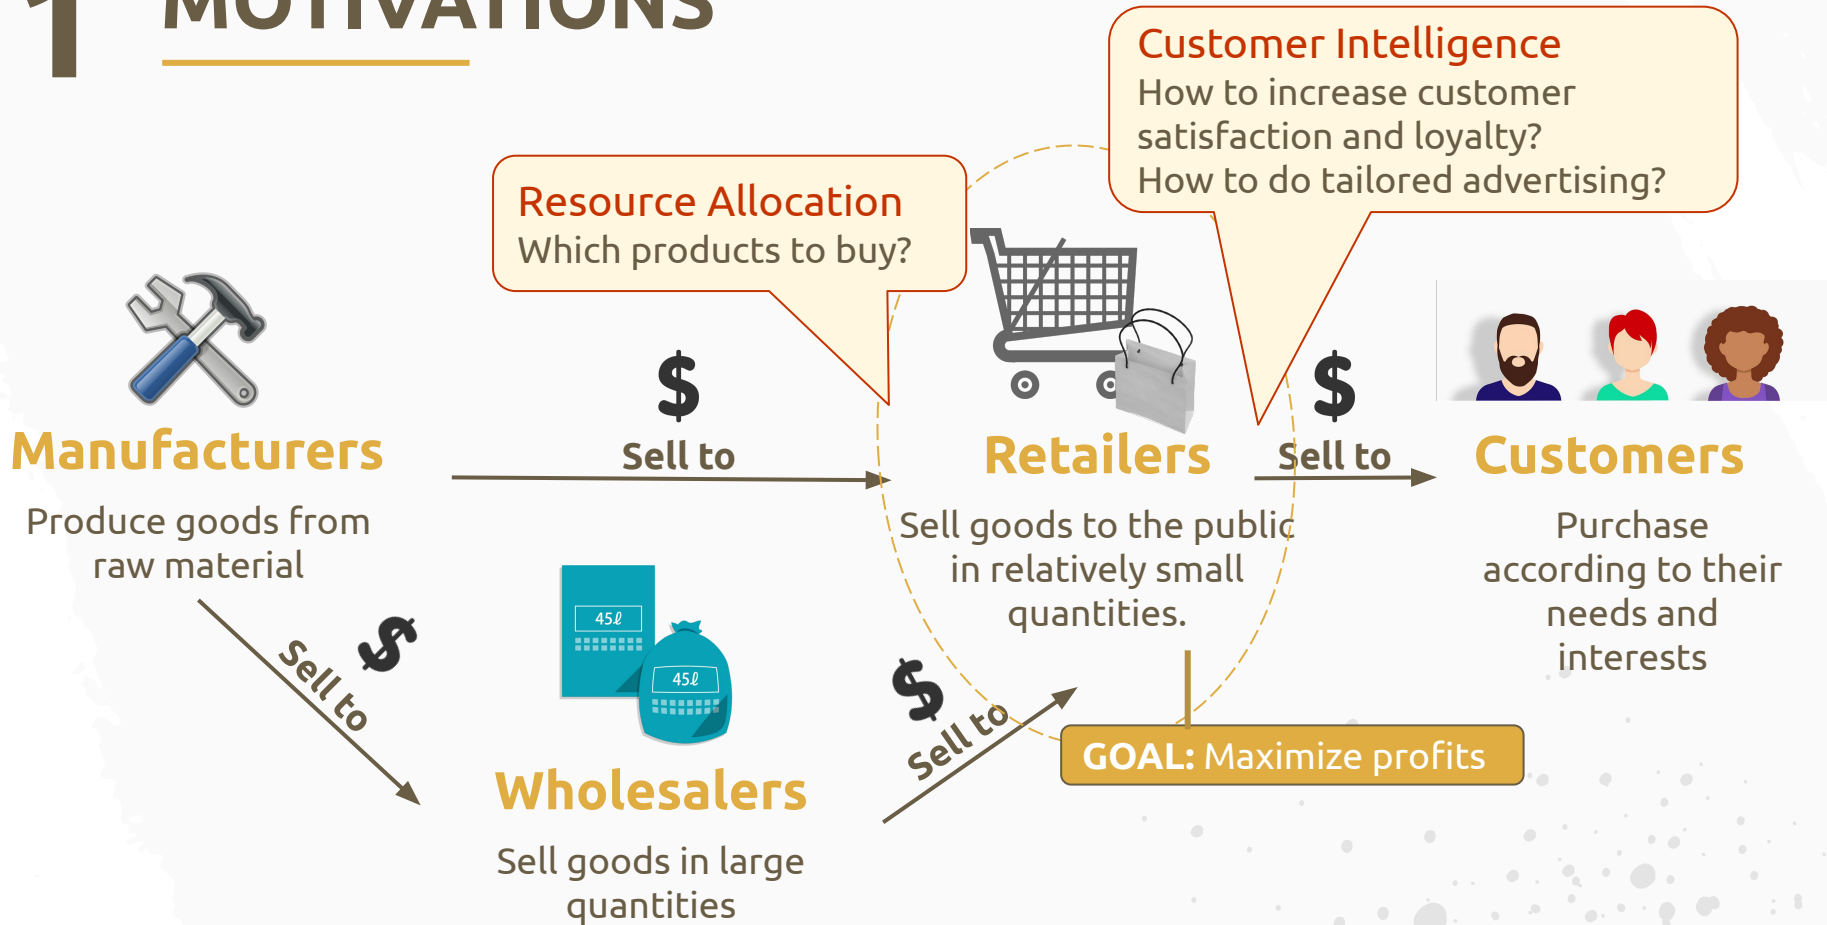 1 MOTIVATIONS
Customer Intelligence
How to increase customer
satisfaction and loyalty?
How to do tailored advertising?
Resource Allocation
Which products to buy?
$
$
Manufacturers
Sell to
Retailers
Sell to
Customers
Produce goods from
raw material
Sell goods to the public
in relatively small
quantities.
Purchase
according to their
needs and
interests
$
Sell to
45ℓ
45ℓ
$
Sell to
GOAL: Maximize profits
Wholesalers
Sell goods in large
quantities